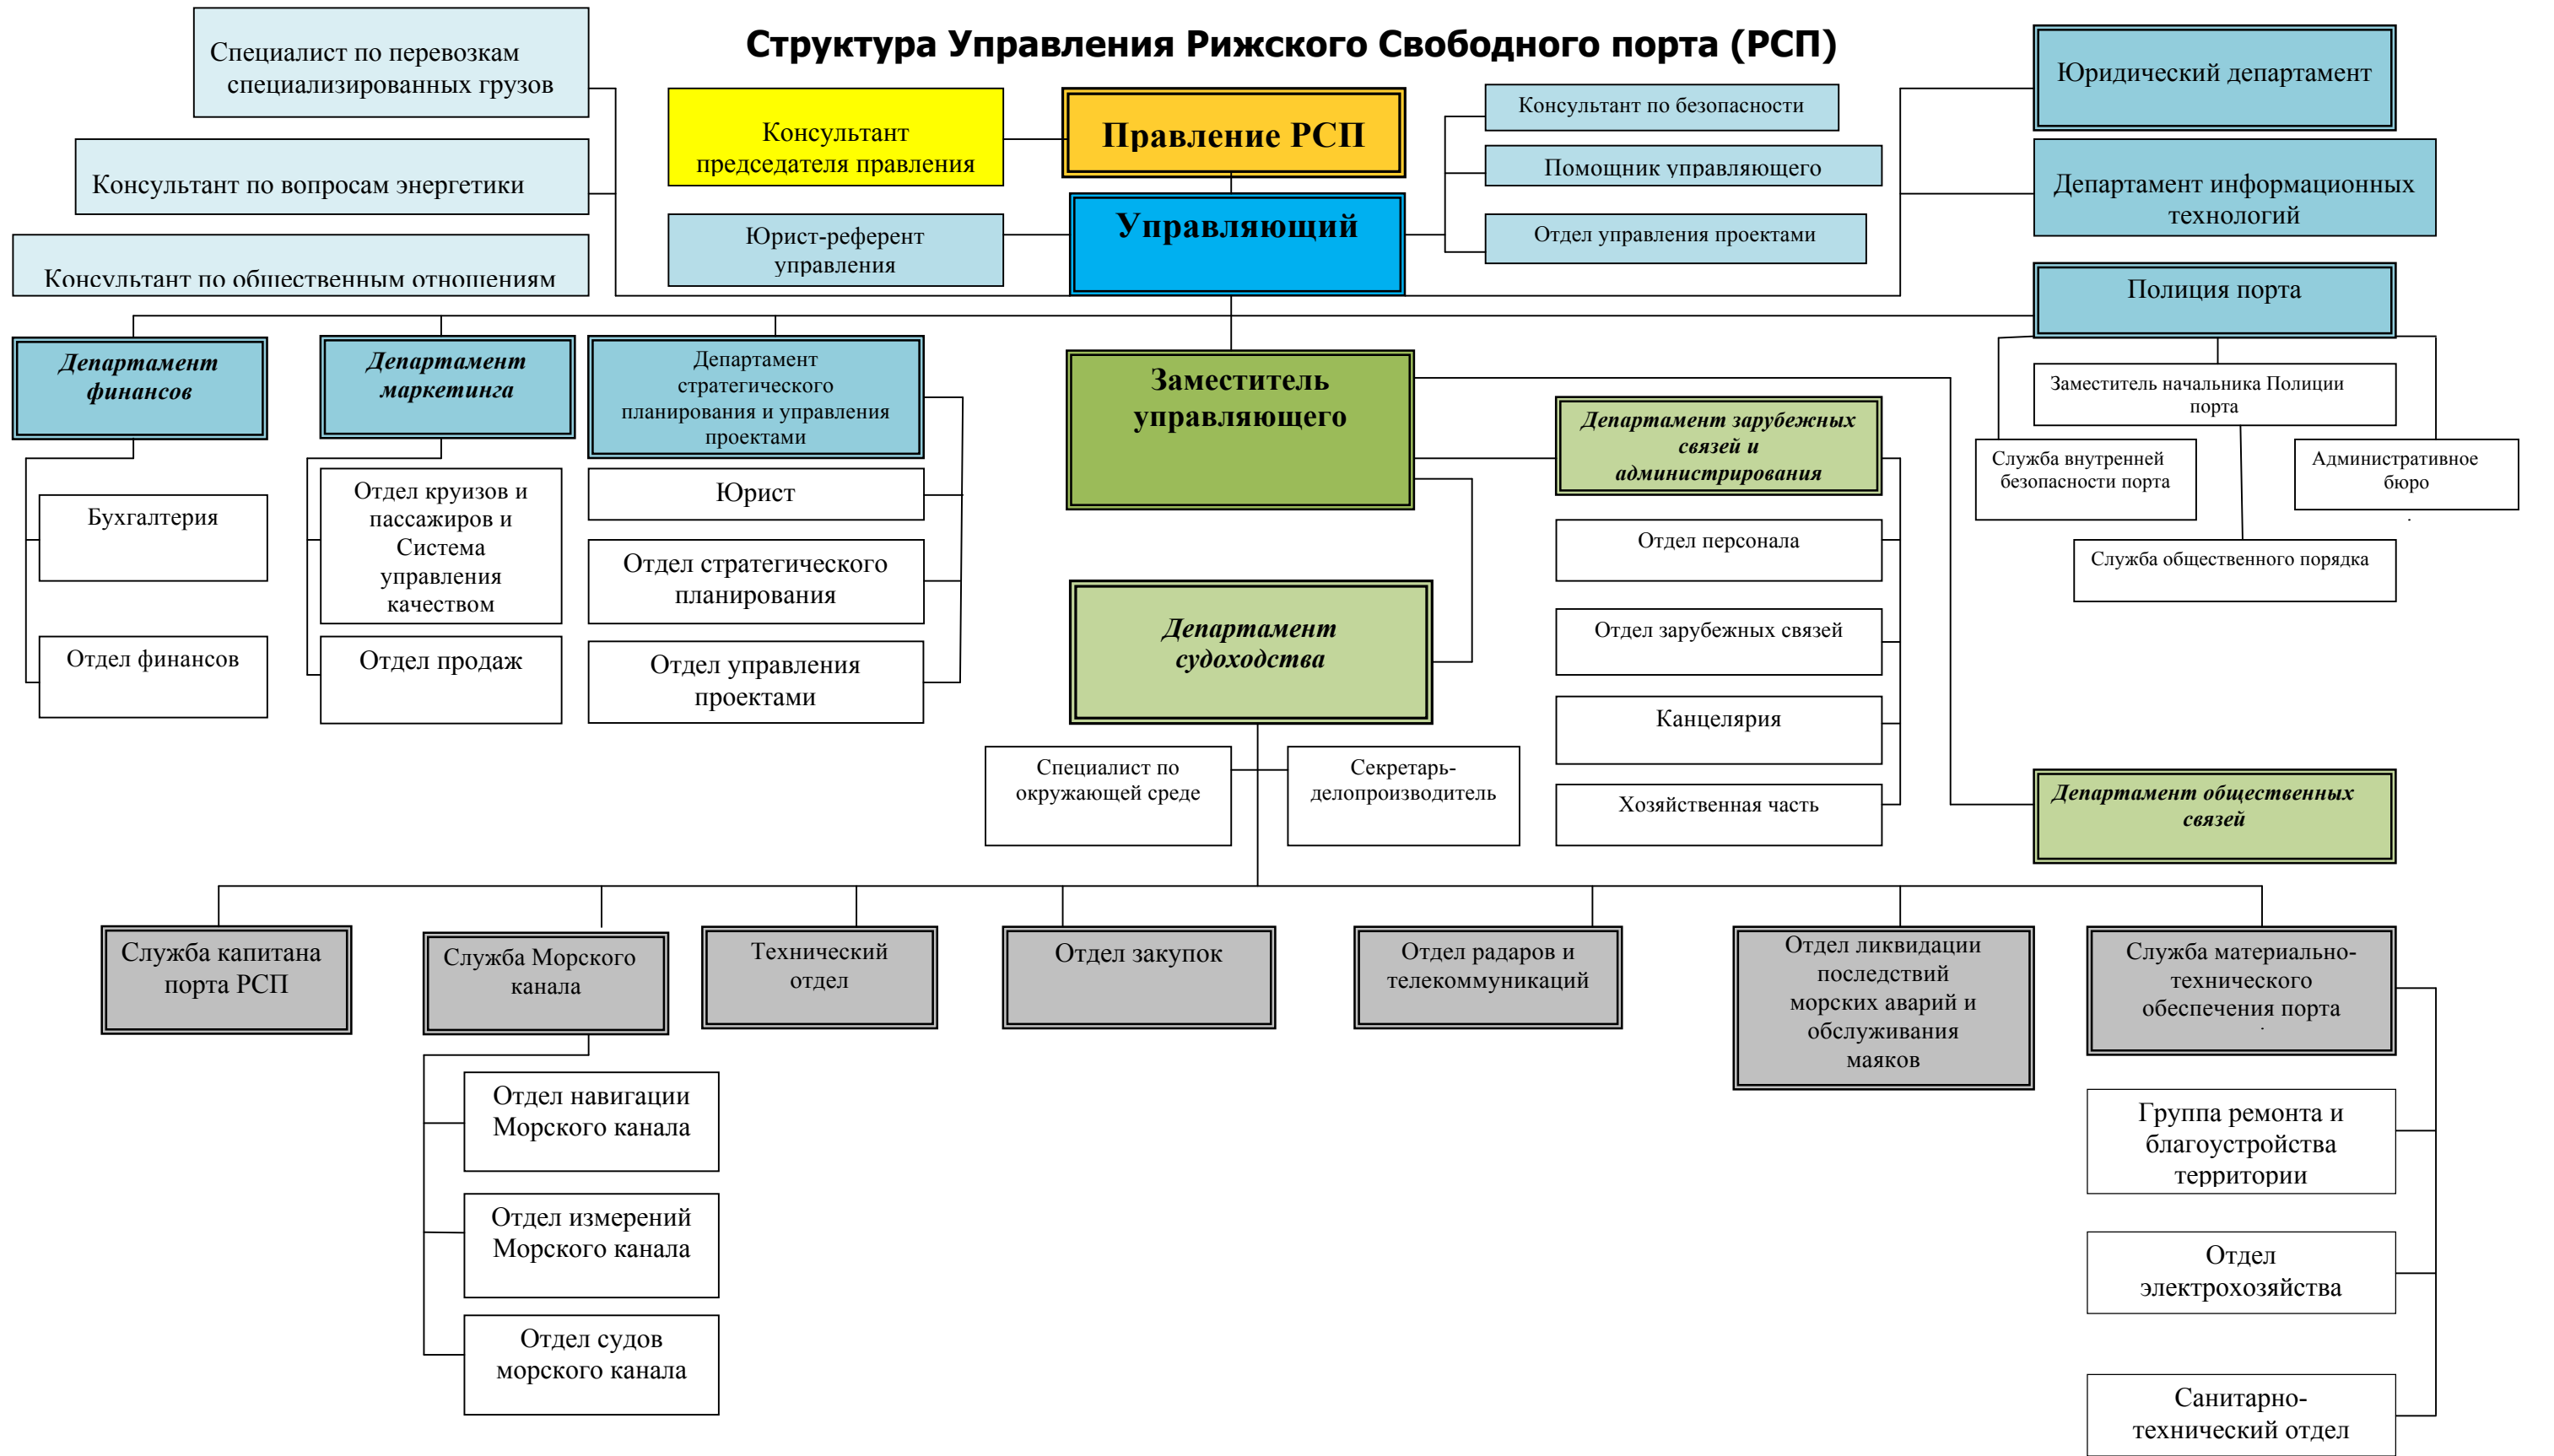 Структура Управления Рижского Свободного порта (РСП)
Специалист по перевозкам
специализированных грузов
Консультант по вопросам энергетики
Консультант по общественным отношениям
Консультант
председателя правления
Правление РСП
Юрист-референт
управления
Управляющий
Консультант по безопасности
Помощник управляющего
Отдел управления проектами
Юридический департамент
Департамент информационных
технологий
Полиция порта
Заместитель начальника Полиции
порта
Служба внутренней
безопасности порта
Административное
бюро
Служба общественного порядка
Департамент
финансов
Бухгалтерия
Отдел финансов
Департамент
маркетинга
Отдел круизов и
пассажиров и
Система
управления
качеством
Отдел продаж
Департамент
стратегического
планирования и управления
проектами
Юрист
Отдел стратегического
планирования
Отдел управления
проектами
Заместитель
управляющего
Департамент зарубежных
связей и
администрирования
Отдел персонала
Отдел зарубежных связей
Канцелярия
Хозяйственная часть
Департамент
судоходства
Специалист по
окружающей среде
Секретарь-
делопроизводитель
Департамент общественных
связей
Служба капитана
порта РСП
Служба Морского
канала
Технический
отдел
Отдел закупок
Отдел радаров и
телекоммуникаций
Отдел ликвидации
последствий
морских аварий и
обслуживания
маяков
Служба материально-
технического
обеспечения порта
Отдел навигации
Морского канала
Отдел измерений
Морского канала
Отдел судов
морского канала
Группа ремонта и
благоустройства
территории
Отдел
электрохозяйства
Санитарно-
технический отдел